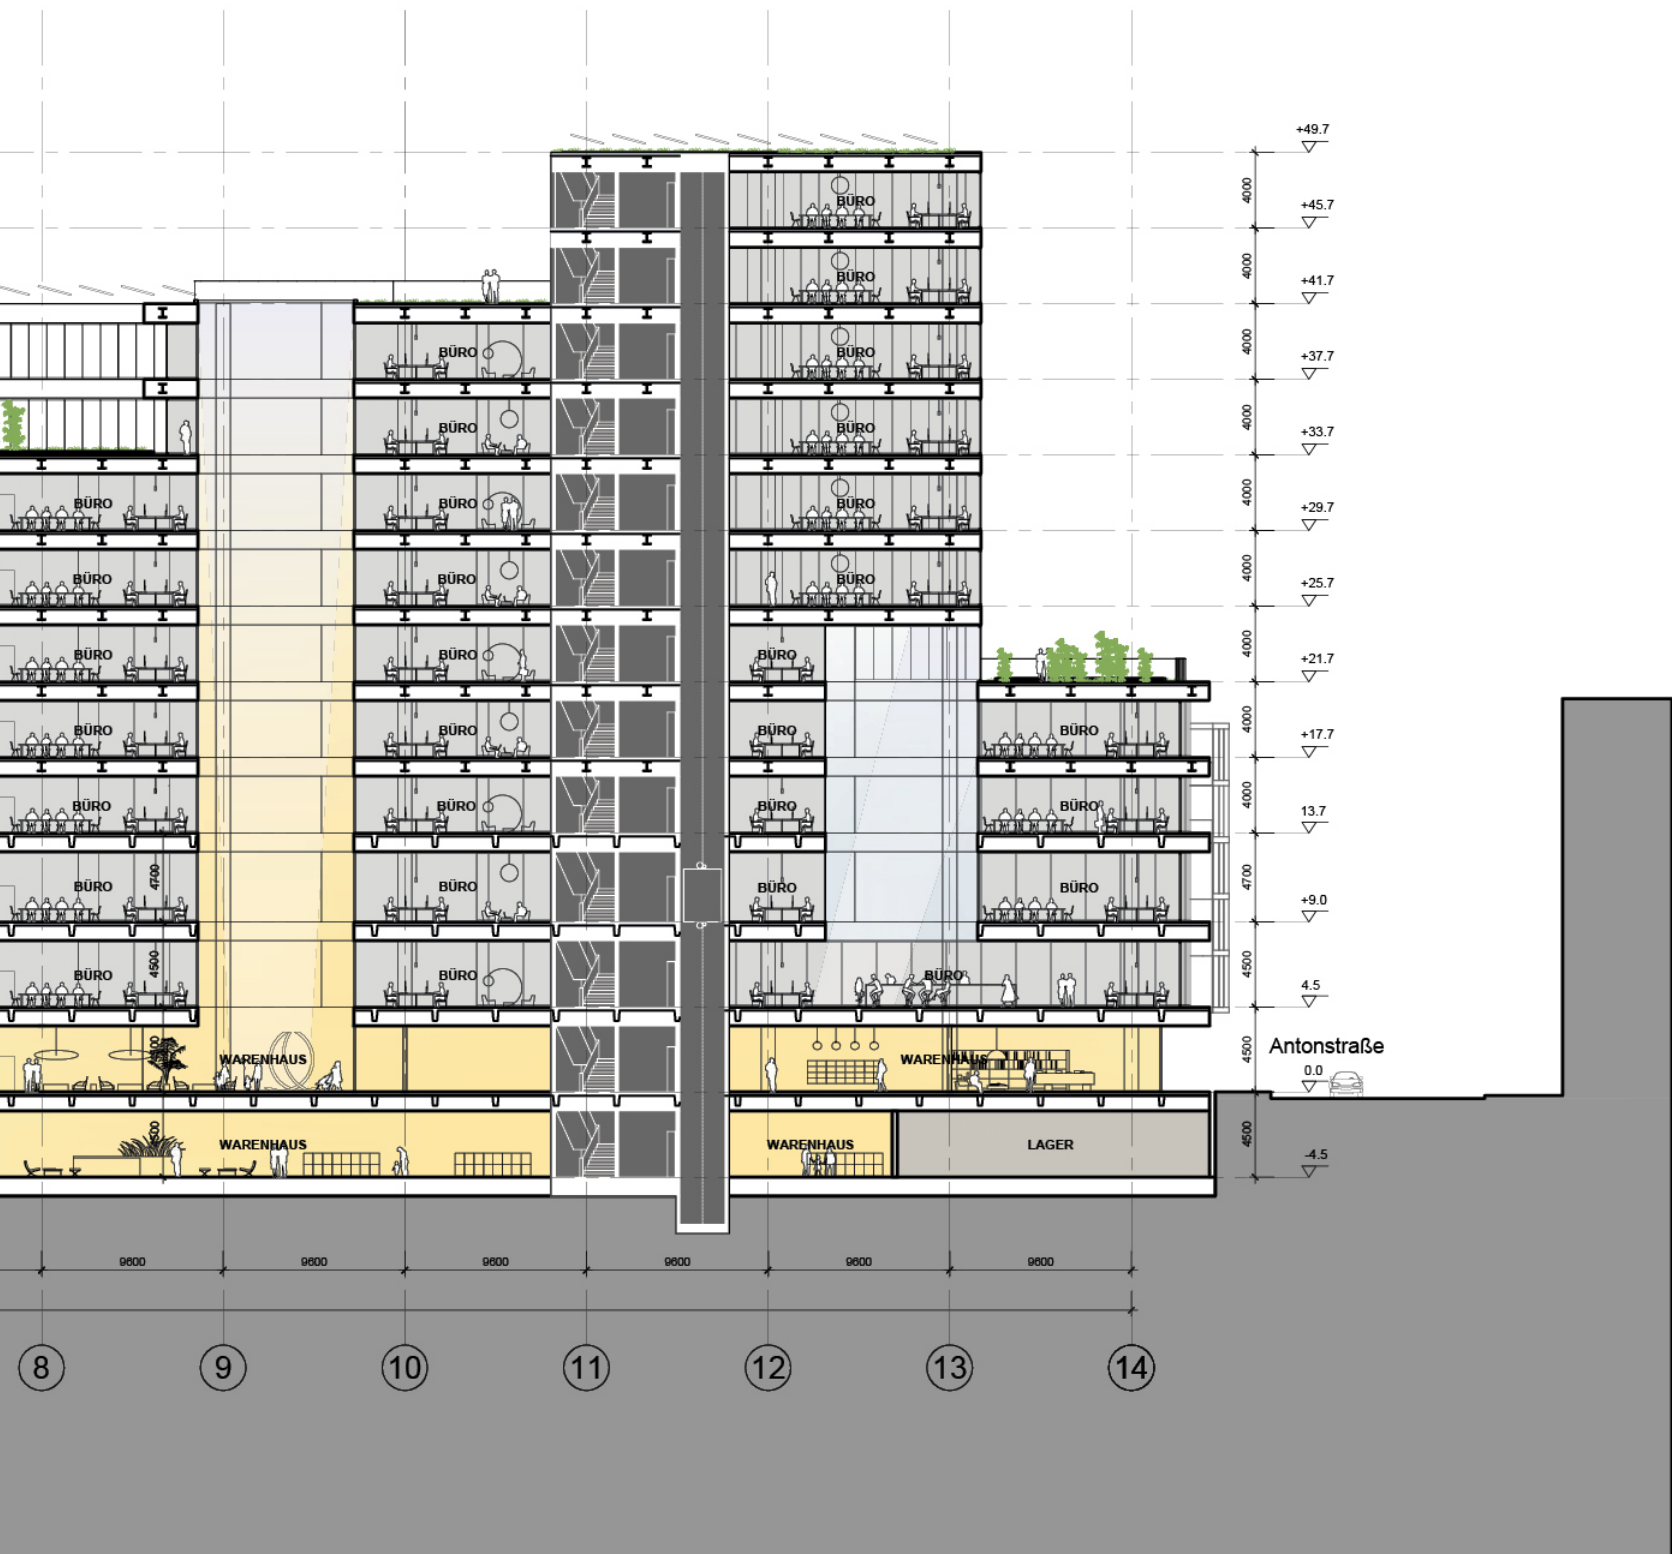 +49.7
4000
BÜRO
+45.7
4000
BÜRO
+41.7
4000
BÜRO
BÜRO
+37.7
4000
BÜRO
BÜRO
+33.7
4000
BÜRO
BÜRO
BÜRO
+29.7
4000
BÜRO
BÜRO
BÜRO
+25.7
4000
BÜRO
BÜRO
BÜRO
+21.7
4000
BÜRO
BÜRO
BÜRO
BÜRO
+17.7
4000
BÜRO
BÜRO
BÜRO
BÜRO
13.7
4700
4700
BÜRO
BÜRO
BÜRO
BÜRO
+9.0
4500
4500
BÜRO
BÜRO
BÜRO
4.5
4500
4500
WARENHAUS
WARENHAUS
Antonstraße
0.0
4500
4500
WARENHAUS
WARENHAUS
LAGER
-4.5
9600
9600
9600
9600
9600
9600
8
9
10
11
12
13
14